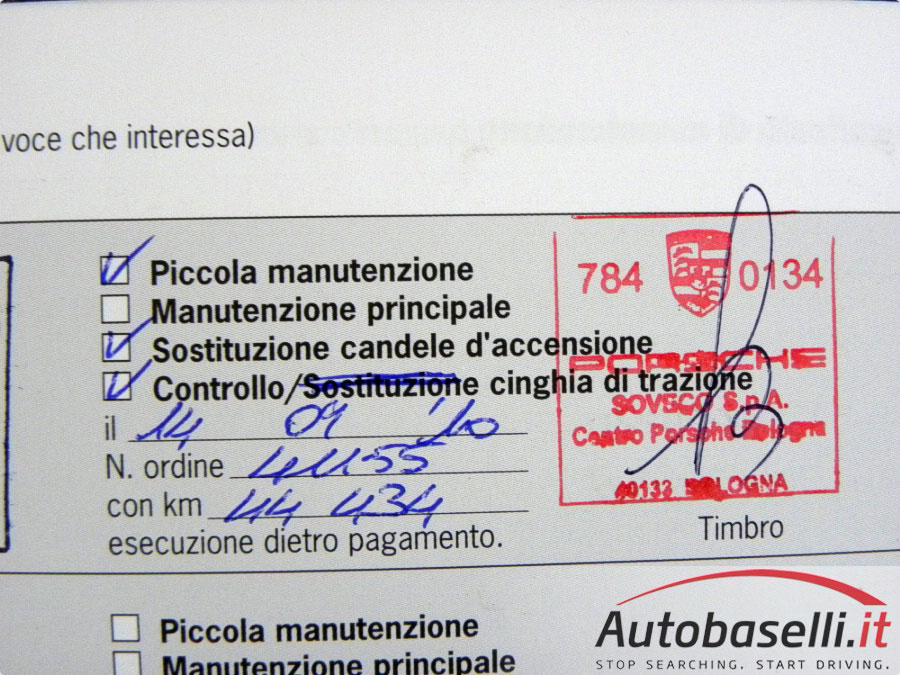 voce che interessa)
Piccola manutenzione
Manutenzione principale
Sostituzione candele d'accensione
Controllo/Sostituzione cinghia di trazione
il 14 09 '10
N. ordine 41155
con km 44 434
esecuzione dietro pagamento.
784 0134
PORSCHE
SOVECO S.p.A.
Centro Porsche Bologna
40133 BOLOGNA
Timbro
Piccola manutenzione
Manutenzione principale
Autobaselli.it
STOP SEARCHING. START DRIVING.